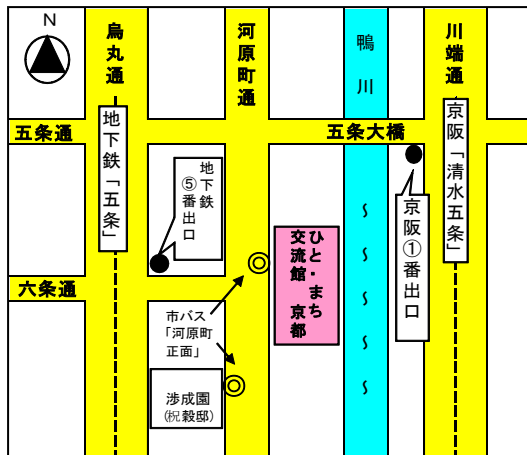 N
烏丸通
河原町通
鴨川
川端通
五条通
五条大橋
地下鉄「五条」
地下鉄
⑤番出口
京阪「清水五条」
京阪①番出口
六条通
ひと・まち
交流館 京都
市バス
「河原町
正面」
渉成園
(枳殻邸)